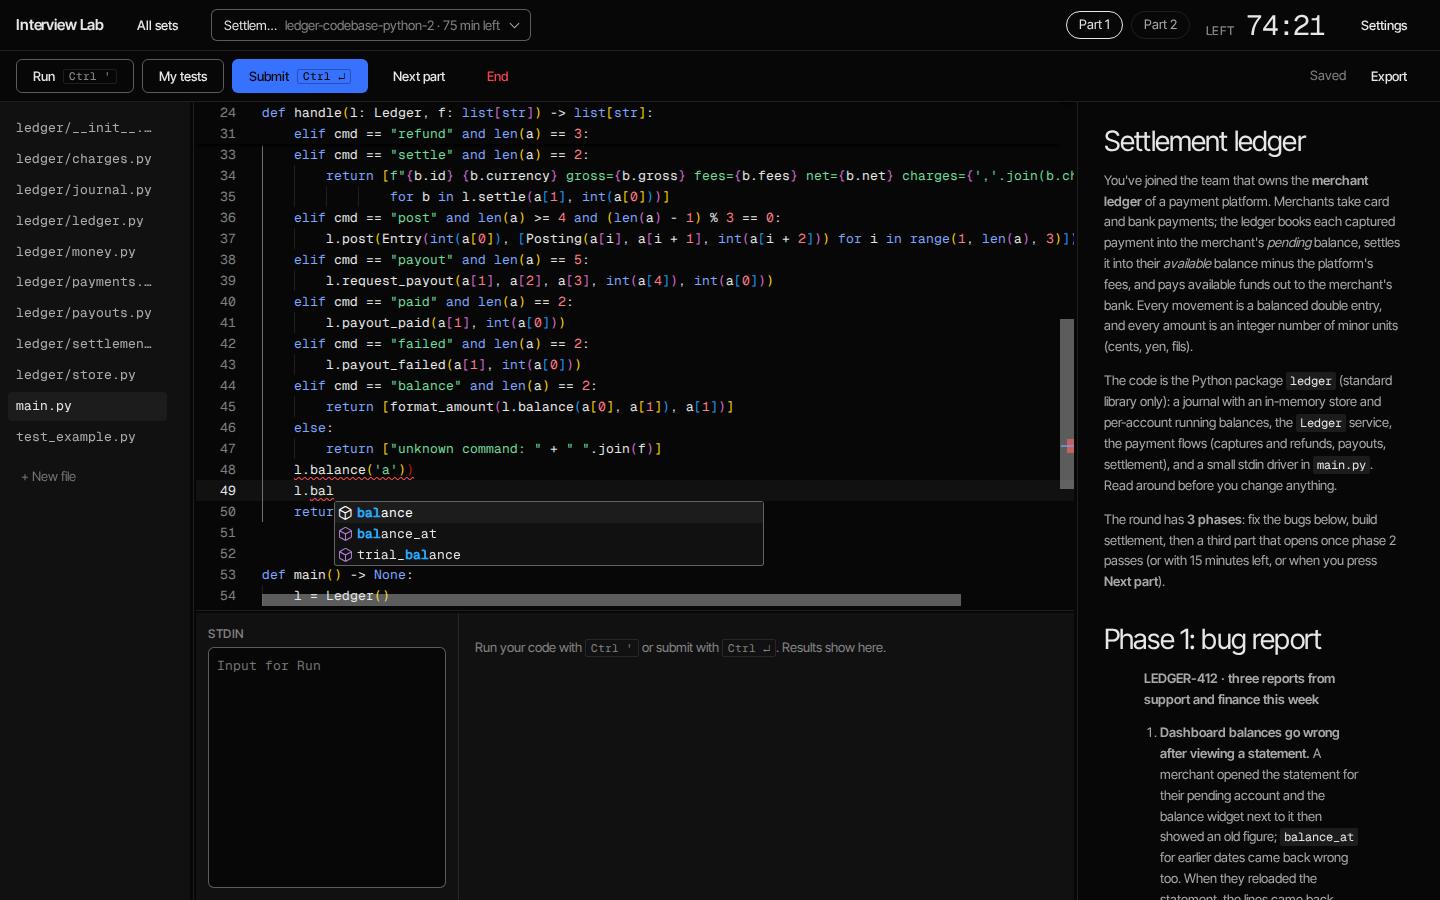 Interview Lab
All sets
Settlem... ledger-codebase-python-2 · 75 min left
Part 1
Part 2
LEFT 74:21
Settings
Run Ctrl '
My tests
Submit Ctrl ↵
Next part
End
Saved
Export
ledger/__init__.…
ledger/charges.py
ledger/journal.py
ledger/ledger.py
ledger/money.py
ledger/payments.…
ledger/payouts.py
ledger/settlemen…
ledger/store.py
main.py
test_example.py
+ New file
24 def handle(l: Ledger, f: list[str]) -> list[str]:
31 elif cmd == "refund" and len(a) == 3:
33 elif cmd == "settle" and len(a) == 2:
34 return [f"{b.id} {b.currency} gross={b.gross} fees={b.fees} net={b.net} charges={','.join(b.ch
35 for b in l.settle(a[1], int(a[0]))]
36 elif cmd == "post" and len(a) >= 4 and (len(a) - 1) % 3 == 0:
37 l.post(Entry(int(a[0]), [Posting(a[i], a[i + 1], int(a[i + 2])) for i in range(1, len(a), 3)])
38 elif cmd == "payout" and len(a) == 5:
39 l.request_payout(a[1], a[2], a[3], int(a[4]), int(a[0]))
40 elif cmd == "paid" and len(a) == 2:
41 l.payout_paid(a[1], int(a[0]))
42 elif cmd == "failed" and len(a) == 2:
43 l.payout_failed(a[1], int(a[0]))
44 elif cmd == "balance" and len(a) == 2:
45 return [format_amount(l.balance(a[0], a[1]), a[1])]
46 else:
47 return ["unknown command: " + " ".join(f)]
48 l.balance('a'))
49 l.bal
50 retur
51
52
53 def main() -> None:
54 l = Ledger()
balance
balance_at
trial_balance
STDIN
Input for Run
Run your code with Ctrl ' or submit with Ctrl ↵. Results show here.
Settlement ledger
You've joined the team that owns the merchant
ledger of a payment platform. Merchants take card
and bank payments; the ledger books each captured
payment into the merchant's pending balance, settles
it into their available balance minus the platform's
fees, and pays available funds out to the merchant's
bank. Every movement is a balanced double entry,
and every amount is an integer number of minor units
(cents, yen, fils).
The code is the Python package ledger (standard
library only): a journal with an in-memory store and
per-account running balances, the Ledger service,
the payment flows (captures and refunds, payouts,
settlement), and a small stdin driver in main.py.
Read around before you change anything.
The round has 3 phases: fix the bugs below, build
settlement, then a third part that opens once phase 2
passes (or with 15 minutes left, or when you press
Next part).
Phase 1: bug report
LEDGER-412 · three reports from
support and finance this week
1. Dashboard balances go wrong
after viewing a statement. A
merchant opened the statement for
their pending account and the
balance widget next to it then
showed an old figure; balance_at
for earlier dates came back wrong
too. When they reloaded the
statement, the lines came back